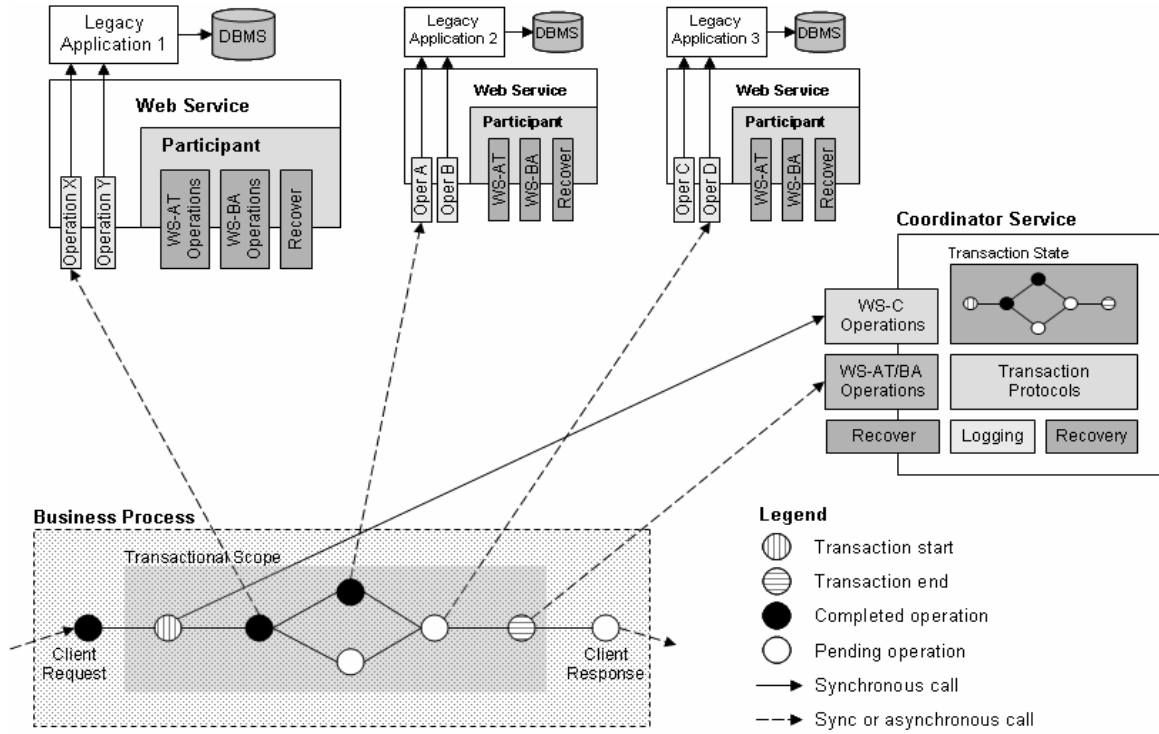 Legacy
Application 1
DBMS
Web Service
Participant
Operation X
Operation Y
WS-AT
Operations
WS-BA
Operations
Recover
Legacy
Application 2
DBMS
Web Service
Participant
Oper A
Oper B
WS-AT
WS-BA
Recover
Legacy
Application 3
DBMS
Web Service
Participant
Oper C
Oper D
WS-AT
WS-BA
Recover
Coordinator Service
Transaction State
WS-C
Operations
WS-AT/BA
Operations
Transaction
Protocols
Recover
Logging
Recovery
Business Process
Transactional Scope
Client
Request
Client
Response
Legend
Transaction start
Transaction end
Completed operation
Pending operation
Synchronous call
Sync or asynchronous call